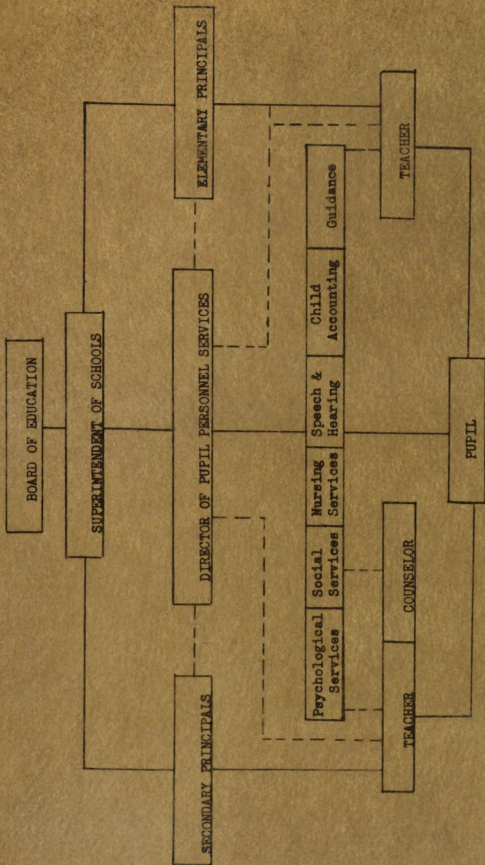 BOARD OF EDUCATION
SUPERINTENDENT OF SCHOOLS
SECONDARY PRINCIPALS
DIRECTOR OF PUPIL PERSONNEL SERVICES
ELEMENTARY PRINCIPALS
Psychological
Services
Social
Services
Nursing
Services
Speech &
Hearing
Child
Accounting
Guidance
TEACHER
COUNSELOR
TEACHER
PUPIL